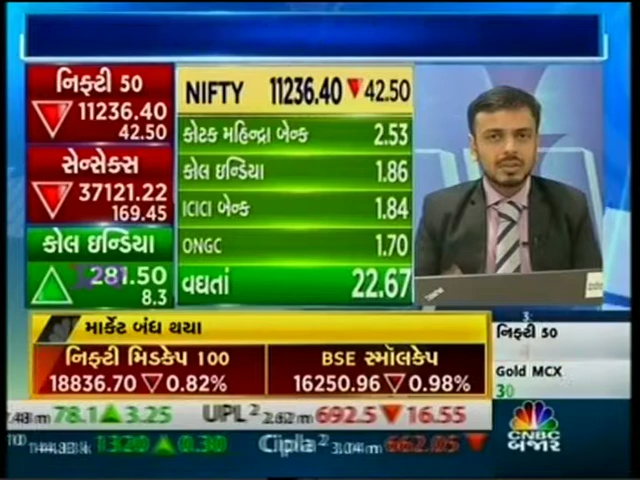 નિફ્ટી 50
11236.40
42.50
સેન્સેક્સ
37121.22
169.45
કોલ ઇન્ડિયા
281.50
8.3
NIFTY 11236.40 42.50
કોટક મહિન્દ્રા બેન્ક 2.53
કોલ ઇન્ડિયા 1.86
ICICI બેન્ક 1.84
ONGC 1.70
વધતાં 22.67
માર્કેટ બંધ થયા
નિફ્ટી મિડકેપ 100
18836.70 0.82%
BSE સ્મૉલકેપ
16250.96 0.98%
નિફ્ટી 50
Gold MCX
30
78.1 3.25 UPL 692.5 16.55
1320 0.30 Cipla 662.05
CNBC
બજાર